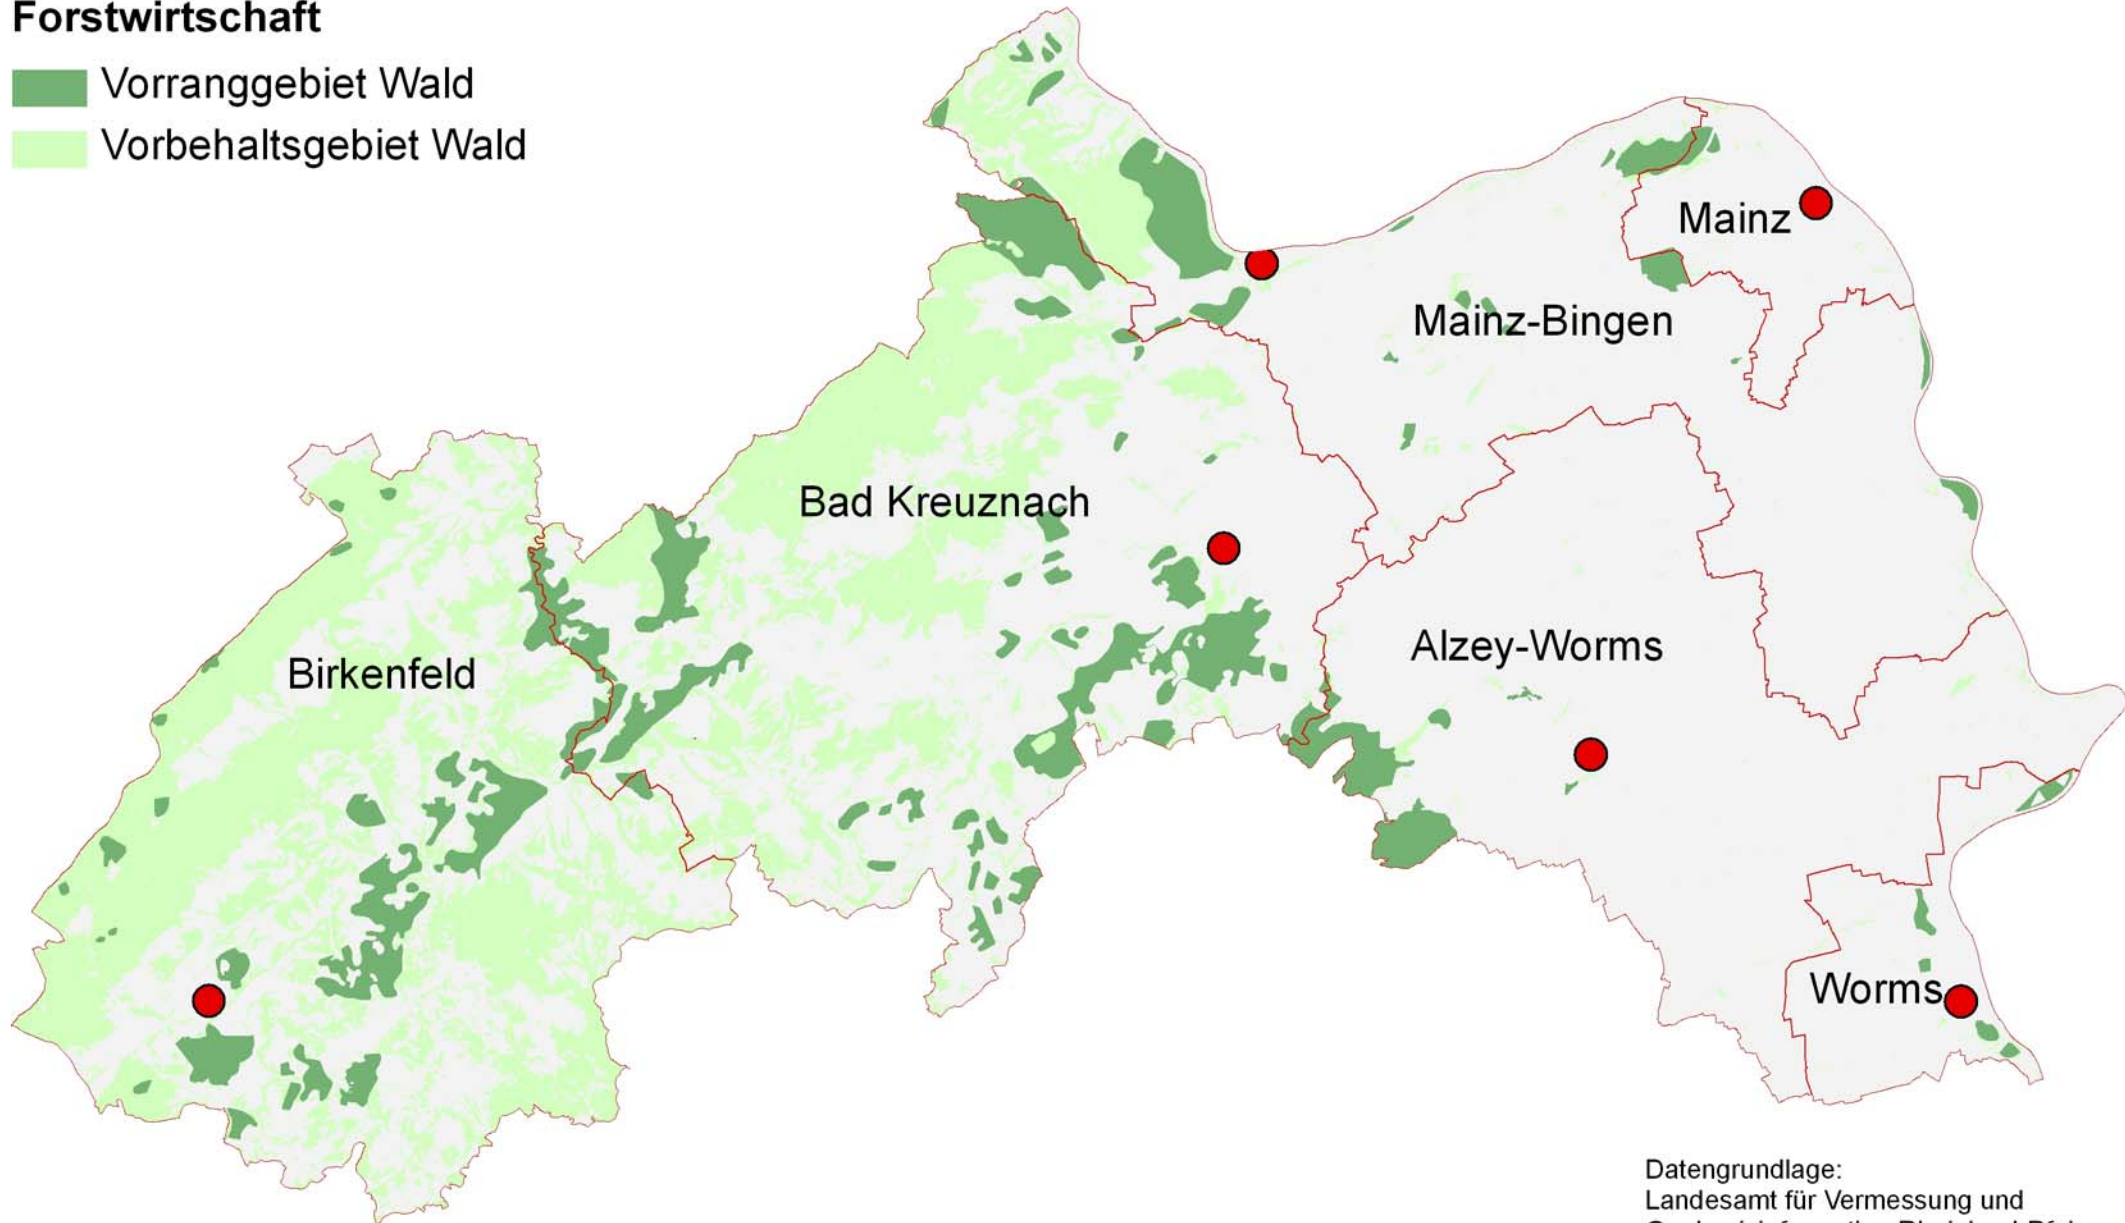 Forstwirtschaft
Vorranggebiet Wald
Vorbehaltsgebiet Wald
Mainz
Mainz-Bingen
Bad Kreuznach
Alzey-Worms
Birkenfeld
Worms
Datengrundlage:
Landesamt für Vermessung und